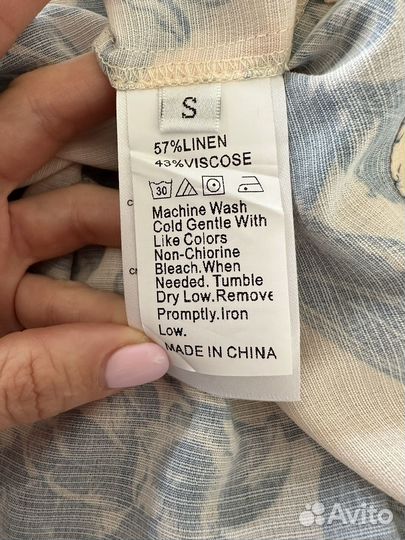 S
57%LINEN
43%VISCOSE
30
Machine Wash
Cold Gentle With
Like Colors
Non-Chiorine
Bleach.When
Needed. Tumble
Dry Low.Remove
Promptly.Iron
Low.
MADE IN CHINA
Avito